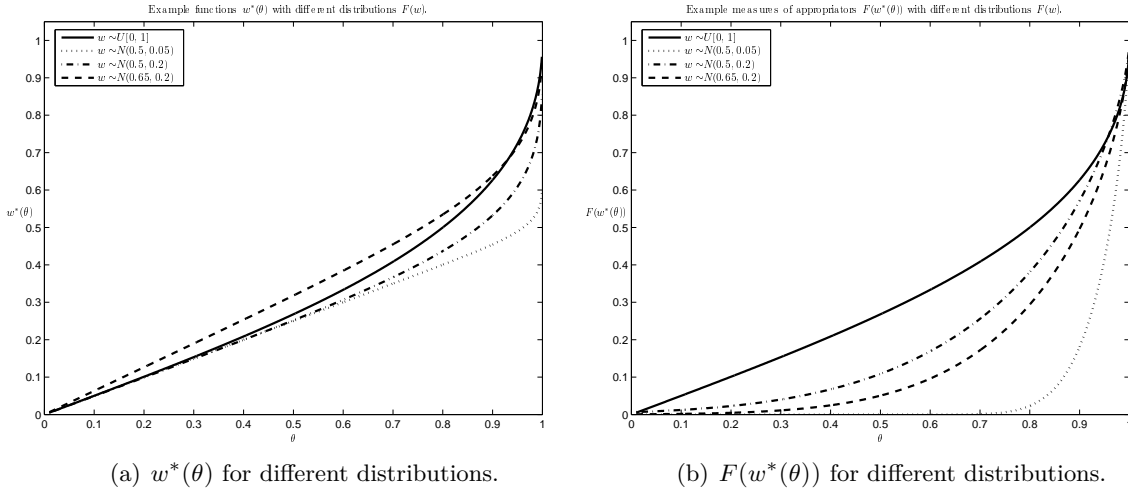 Example functions w*(θ) with different distributions F(w).
w ~U[0, 1]
w ~N(0.5, 0.05)
w ~N(0.5, 0.2)
w ~N(0.65, 0.2)
1
0.9
0.8
0.7
0.6
w*(θ)
0.5
0.4
0.3
0.2
0.1
0
0 0.1 0.2 0.3 0.4 0.5 0.6 0.7 0.8 0.9 1
θ
(a) w*(θ) for different distributions.
Example measures of appropriators F(w*(θ)) with different distributions F(w).
w ~U[0, 1]
w ~N(0.5, 0.05)
w ~N(0.5, 0.2)
w ~N(0.65, 0.2)
1
0.9
0.8
0.7
0.6
F(w*(θ))
0.5
0.4
0.3
0.2
0.1
0
0 0.1 0.2 0.3 0.4 0.5 0.6 0.7 0.8 0.9 1
θ
(b) F(w*(θ)) for different distributions.